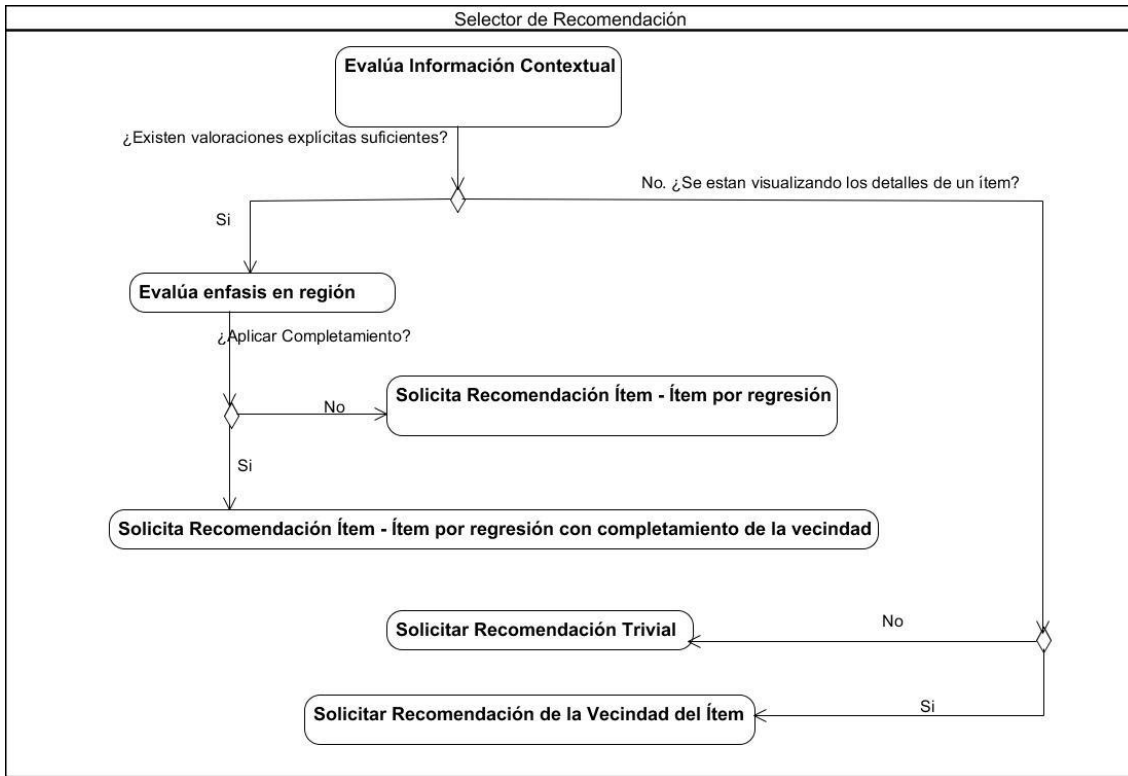 Selector de Recomendación
Evalúa Información Contextual
¿Existen valoraciones explícitas suficientes?
No. ¿Se estan visualizando los detalles de un ítem?
Si
Evalúa enfasis en región
¿Aplicar Completamiento?
Solicita Recomendación Ítem - Ítem por regresión
No
Si
Solicita Recomendación Ítem - Ítem por regresión con completamiento de la vecindad
Solicitar Recomendación Trivial
No
Solicitar Recomendación de la Vecindad del Ítem
Si